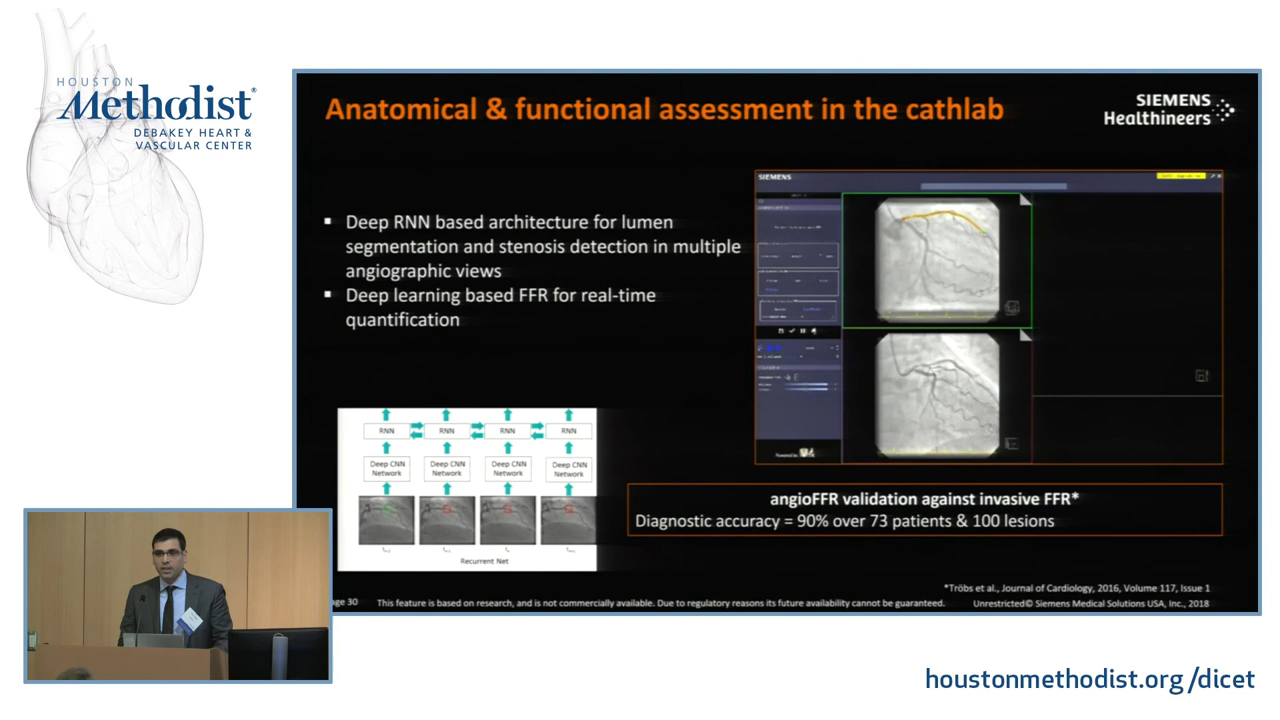 HOUSTON
Methodist®
DEBAKEY HEART &
VASCULAR CENTER
Anatomical & functional assessment in the cathlab
SIEMENS
Healthineers
▪ Deep RNN based architecture for lumen
segmentation and stenosis detection in multiple
angiographic views
▪ Deep learning based FFR for real-time
quantification
SIEMENS
Powered by
RNN RNN RNN RNN
Deep CNN Deep CNN Deep CNN Deep CNN
Network Network Network Network
Recurrent Net
angioFFR validation against invasive FFR*
Diagnostic accuracy = 90% over 73 patients & 100 lesions
*Tröbs et al., Journal of Cardiology, 2016, Volume 117, Issue 1
ge 30 This feature is based on research, and is not commercially available. Due to regulatory reasons its future availability cannot be guaranteed. Unrestricted© Siemens Medical Solutions USA, Inc., 2018
houstonmethodist.org/dicet